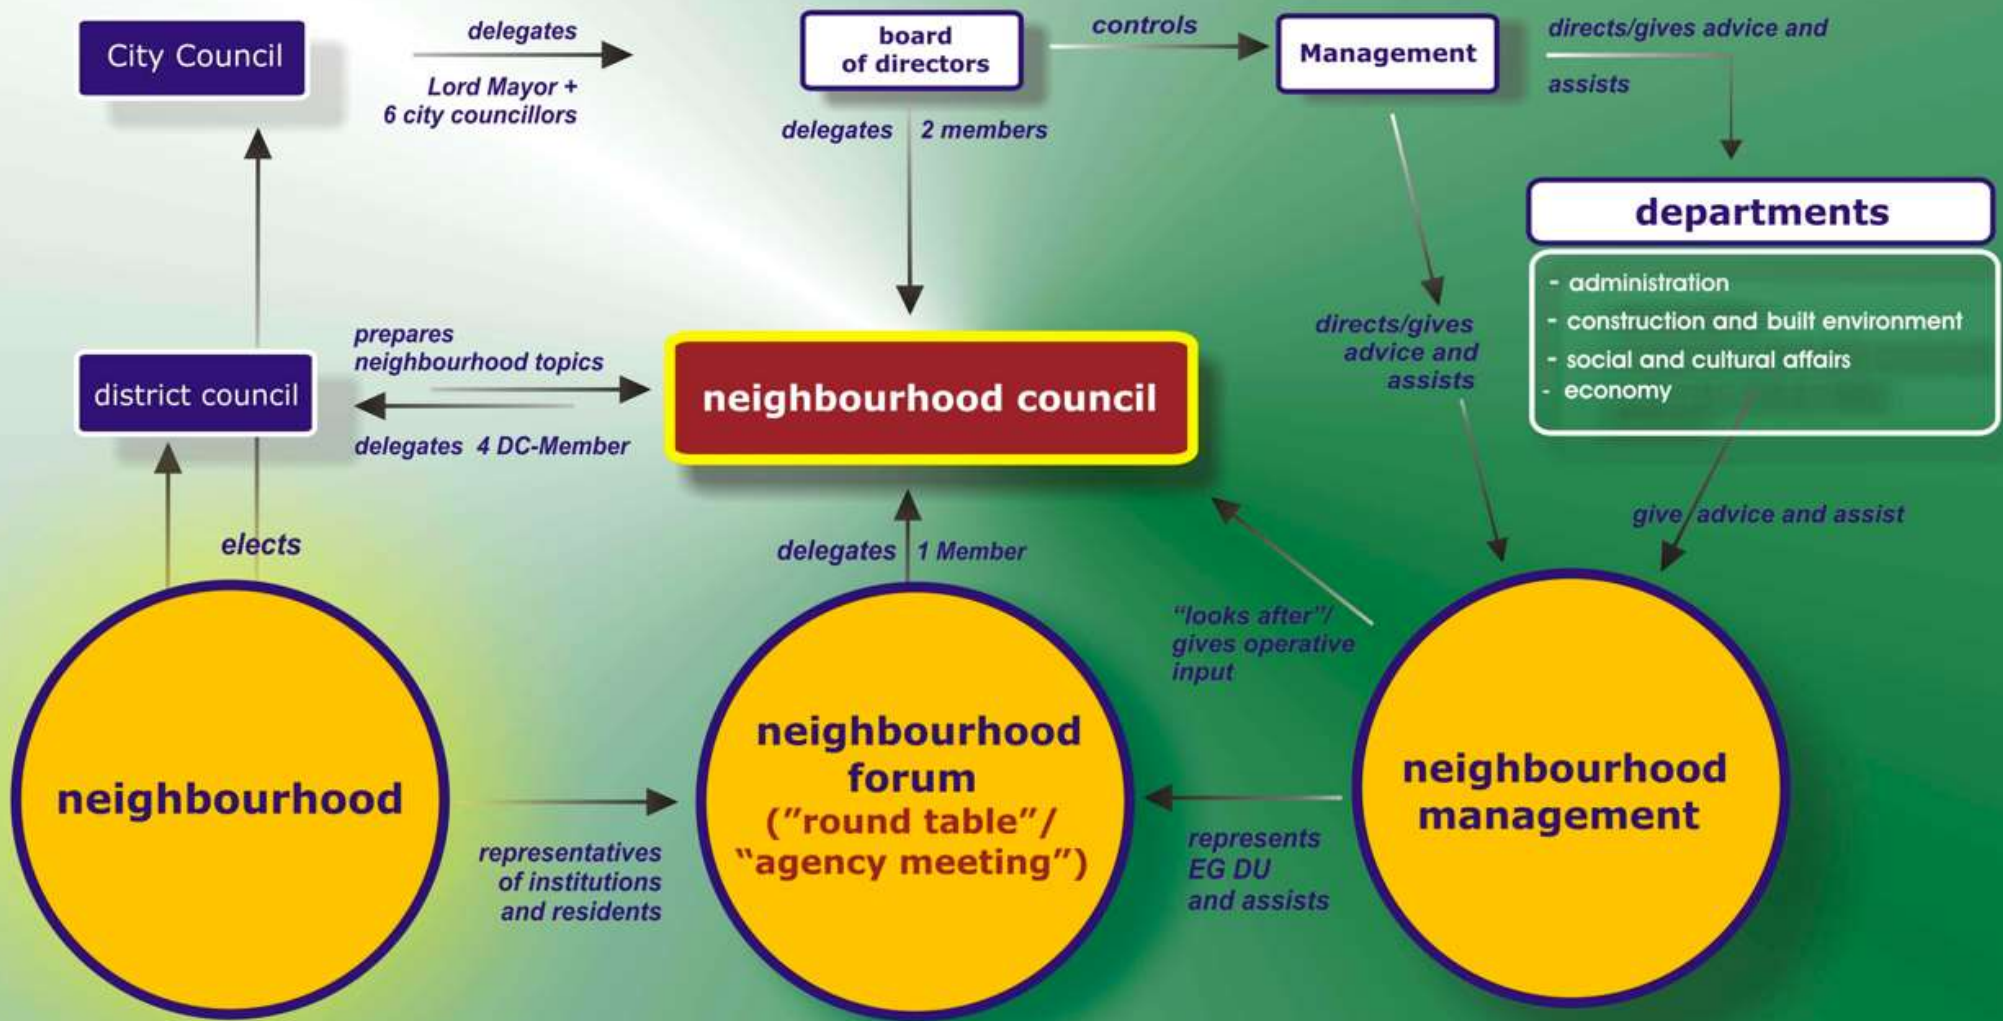 City Council
delegates
Lord Mayor +
6 city councillors
board
of directors
controls
Management
directs/gives advice and
assists
delegates 2 members
departments
- administration
- construction and built environment
- social and cultural affairs
- economy
directs/gives
advice and
assists
prepares
neighbourhood topics
district council
neighbourhood council
delegates 4 DC-Member
give advice and assist
elects
delegates 1 Member
"looks after"/
gives operative
input
neighbourhood
neighbourhood
forum
("round table"/
"agency meeting")
neighbourhood
management
representatives
of institutions
and residents
represents
EG DU
and assists